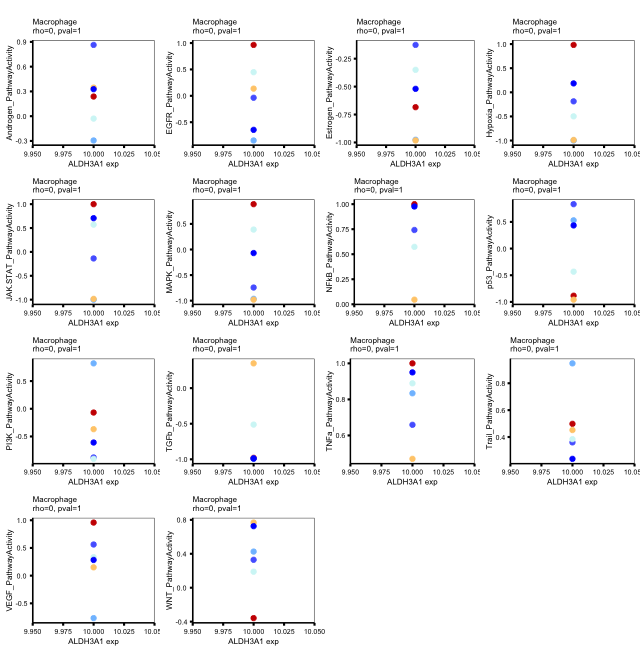 Macrophage
rho=0, pval=1
Androgen_PathwayActivity
0.9
0.6
0.3
0.0
-0.3
9.950 9.975 10.000 10.025 10.05
ALDH3A1 exp
Macrophage
rho=0, pval=1
EGFR_PathwayActivity
1.0
0.5
0.0
-0.5
9.950 9.975 10.000 10.025 10.05
ALDH3A1 exp
Macrophage
rho=0, pval=1
Estrogen_PathwayActivity
-0.25
-0.50
-0.75
-1.00
9.950 9.975 10.000 10.025 10.05
ALDH3A1 exp
Macrophage
rho=0, pval=1
Hypoxia_PathwayActivity
1.0
0.5
0.0
-0.5
-1.0
9.950 9.975 10.000 10.025 10.05
ALDH3A1 exp
Macrophage
rho=0, pval=1
JAK.STAT_PathwayActivity
1.0
0.5
0.0
-0.5
-1.0
9.950 9.975 10.000 10.025 10.05
ALDH3A1 exp
Macrophage
rho=0, pval=1
MAPK_PathwayActivity
0.5
0.0
-0.5
-1.0
9.950 9.975 10.000 10.025 10.05
ALDH3A1 exp
Macrophage
rho=0, pval=1
NFkB_PathwayActivity
1.00
0.75
0.50
0.25
0.00
9.950 9.975 10.000 10.025 10.05
ALDH3A1 exp
Macrophage
rho=0, pval=1
p53_PathwayActivity
0.5
0.0
-0.5
-1.0
9.950 9.975 10.000 10.025 10.05
ALDH3A1 exp
Macrophage
rho=0, pval=1
PI3K_PathwayActivity
0.5
0.0
-0.5
9.950 9.975 10.000 10.025 10.05
ALDH3A1 exp
Macrophage
rho=0, pval=1
TGFb_PathwayActivity
0.0
-0.5
-1.0
9.950 9.975 10.000 10.025 10.05
ALDH3A1 exp
Macrophage
rho=0, pval=1
TNFa_PathwayActivity
1.0
0.8
0.6
9.950 9.975 10.000 10.025 10.05
ALDH3A1 exp
Macrophage
rho=0, pval=1
Trail_PathwayActivity
0.8
0.6
0.4
9.950 9.975 10.000 10.025 10.05
ALDH3A1 exp
Macrophage
rho=0, pval=1
VEGF_PathwayActivity
1.0
0.5
0.0
-0.5
9.950 9.975 10.000 10.025 10.05
ALDH3A1 exp
Macrophage
rho=0, pval=1
WNT_PathwayActivity
0.8
0.4
0.0
-0.4
9.950 9.975 10.000 10.025 10.050
ALDH3A1 exp